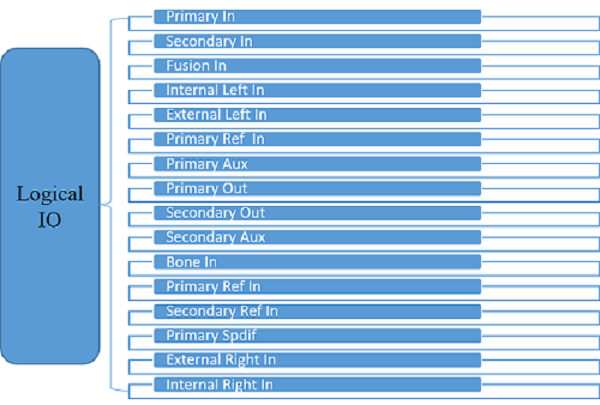 Primary In
Secondary In
Fusion In
Internal Left In
External Left In
Primary Ref  In
Primary Aux
Primary Out
Secondary Out
Secondary Aux
Bone In
Primary Ref In
Secondary Ref In
Primary Spdif
External Right In
Internal Right In
Logical
IO